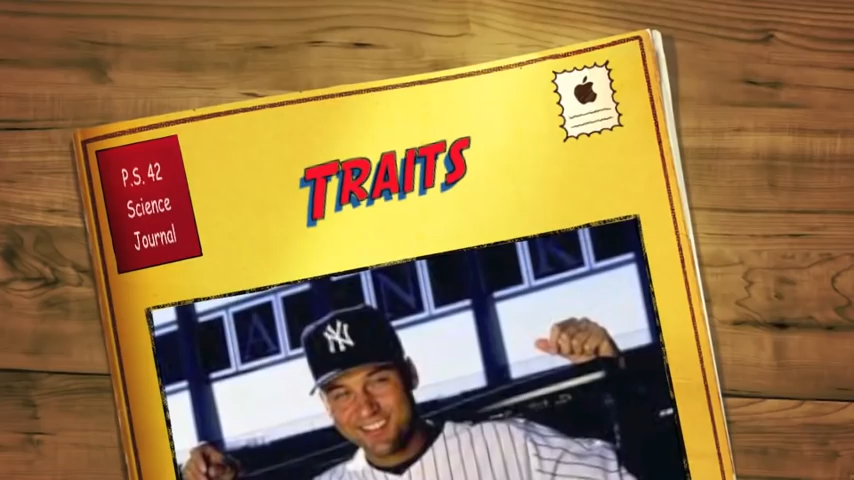 P.S. 42
Science
Journal
TRAITS
NY